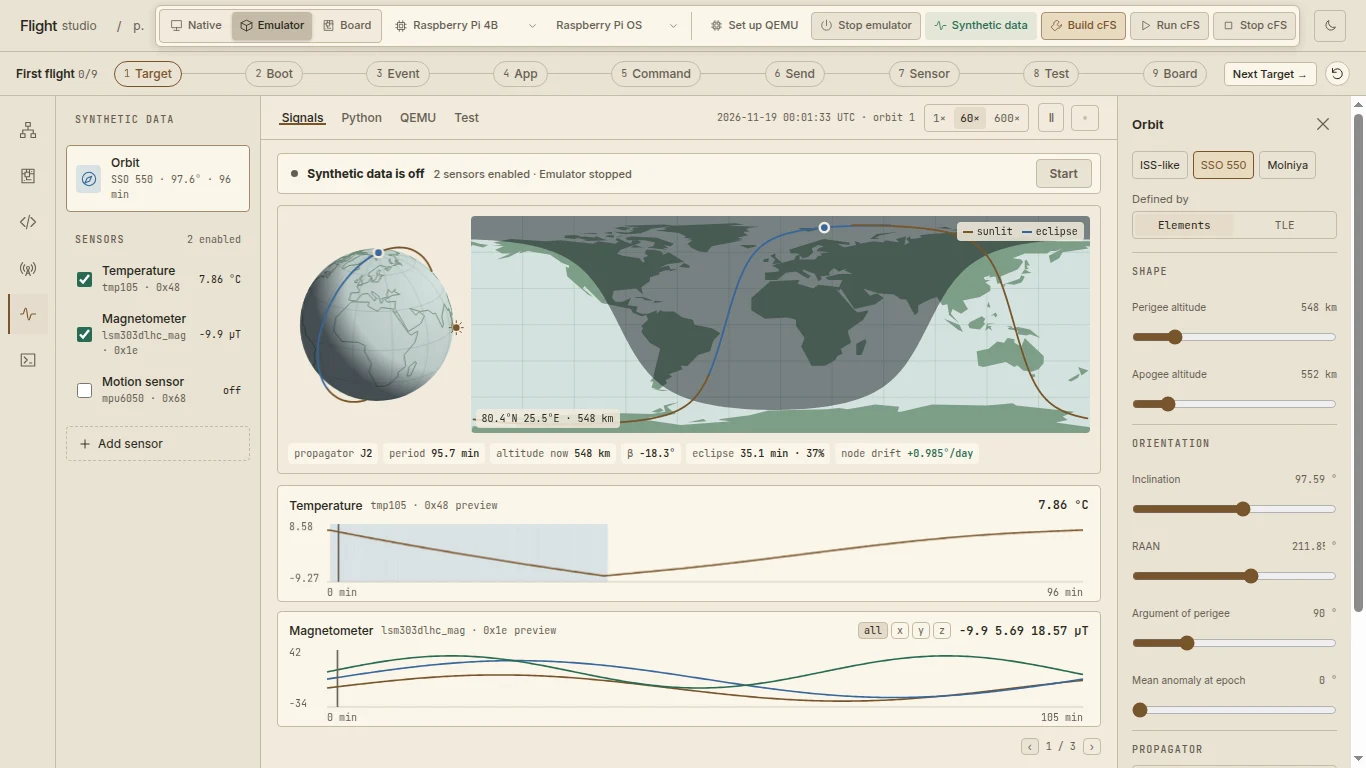 Flight studio / p.
Native Emulator Board Raspberry Pi 4B Raspberry Pi OS Set up QEMU Stop emulator Synthetic data Build cFS Run cFS Stop cFS
First flight 0/9 1 Target 2 Boot 3 Event 4 App 5 Command 6 Send 7 Sensor 8 Test 9 Board Next Target →
SYNTHETIC DATA
Orbit
SSO 550 · 97.6° · 96
min
SENSORS 2 enabled
Temperature
tmp105 · 0x48
7.86 °C
Magnetometer
lsm303dlhc_mag
· 0x1e
-9.9 µT
Motion sensor
mpu6050 · 0x68
off
+ Add sensor
Signals Python QEMU Test
2026-11-19 00:01:33 UTC · orbit 1 1× 60× 600×
Synthetic data is off 2 sensors enabled · Emulator stopped Start
sunlit eclipse
80.4°N 25.5°E · 548 km
propagator J2 period 95.7 min altitude now 548 km β -18.3° eclipse 35.1 min · 37% node drift +0.985°/day
Temperature tmp105 · 0x48 preview 7.86 °C
8.58
-9.27
0 min 96 min
Magnetometer lsm303dlhc_mag · 0x1e preview all x y z -9.9 5.69 18.57 µT
42
-34
0 min 105 min
‹ 1 / 3 ›
Orbit
ISS-like SSO 550 Molniya
Defined by
Elements TLE
SHAPE
Perigee altitude 548 km
Apogee altitude 552 km
ORIENTATION
Inclination 97.59 °
RAAN 211.85 °
Argument of perigee 90 °
Mean anomaly at epoch 0 °
PROPAGATOR